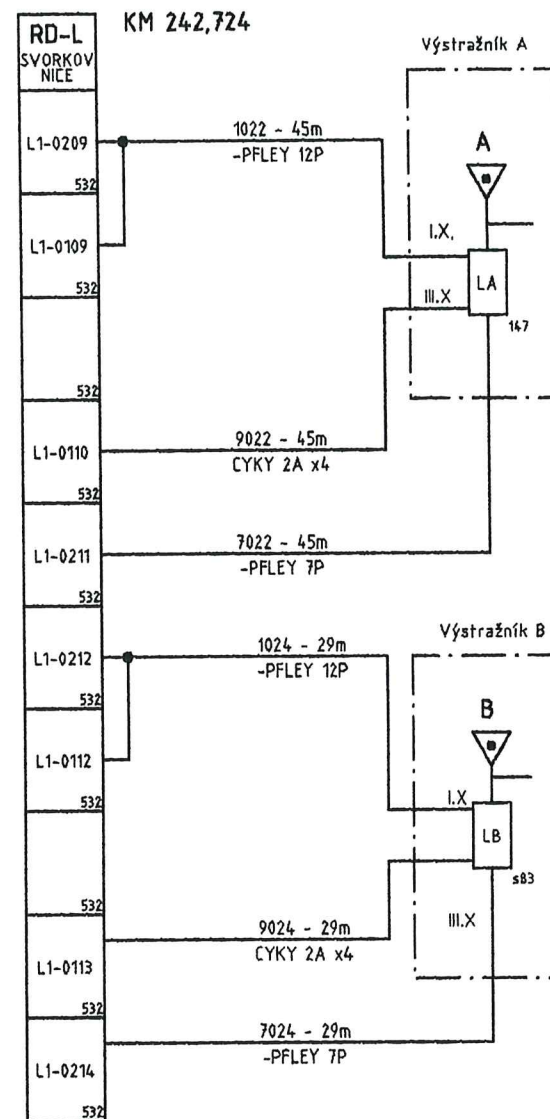 RD-L
SVORKOV
NICE
KM 242,724
Výstražník A
L1-0209
532
1022 - 45m
-PFLEY 12P
A
L1-0109
532
I.X.
LA
III.X
147
532
L1-0110
532
9022 - 45m
CYKY 2A x4
L1-0211
532
7022 - 45m
-PFLEY 7P
Výstražník B
L1-0212
532
1024 - 29m
-PFLEY 12P
B
L1-0112
532
I.X
LB
s83
532
III.X
L1-0113
532
9024 - 29m
CYKY 2A x4
L1-0214
532
7024 - 29m
-PFLEY 7P